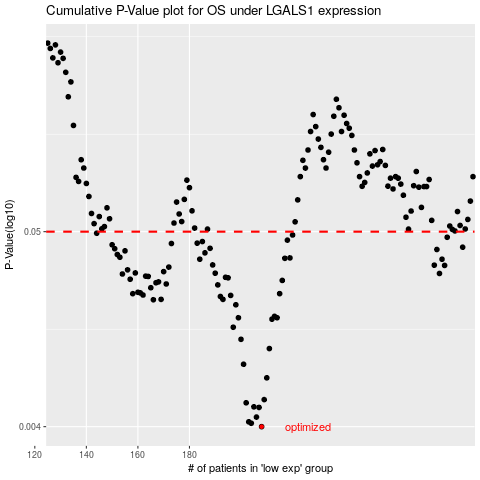 Cumulative P-Value plot for OS under LGALS1 expression
P-Value(log10)
0.05
0.004
optimized
120 140 160 180
# of patients in 'low exp' group